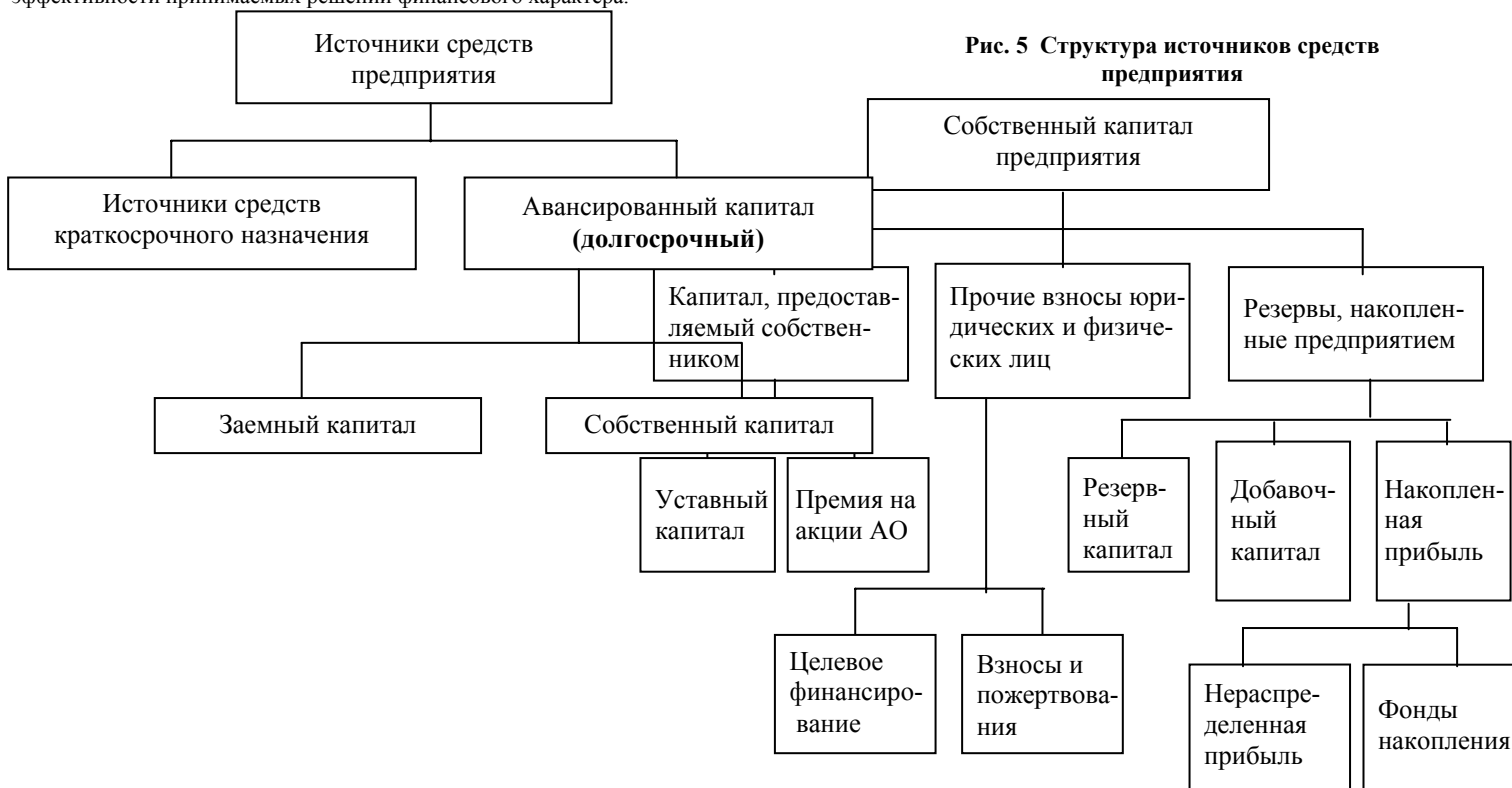 эффективности принимаемых решений финансового характера.
Источники средств
предприятия
Рис. 5  Структура источников средств
предприятия
Собственный капитал
предприятия
Источники средств
краткосрочного назначения
Авансированный капитал
(долгосрочный)
Капитал, предостав-
ляемый собствен-
ником
Прочие взносы юри-
дических и физиче-
ских лиц
Резервы, накоплен-
ные предприятием
Заемный капитал
Собственный капитал
Уставный
капитал
Премия на
акции АО
Резерв-
ный
капитал
Добавоч-
ный
капитал
Накоплен-
ная
прибыль
Целевое
финансиро-
вание
Взносы и
пожертвова-
ния
Нераспре-
деленная
прибыль
Фонды
накопления